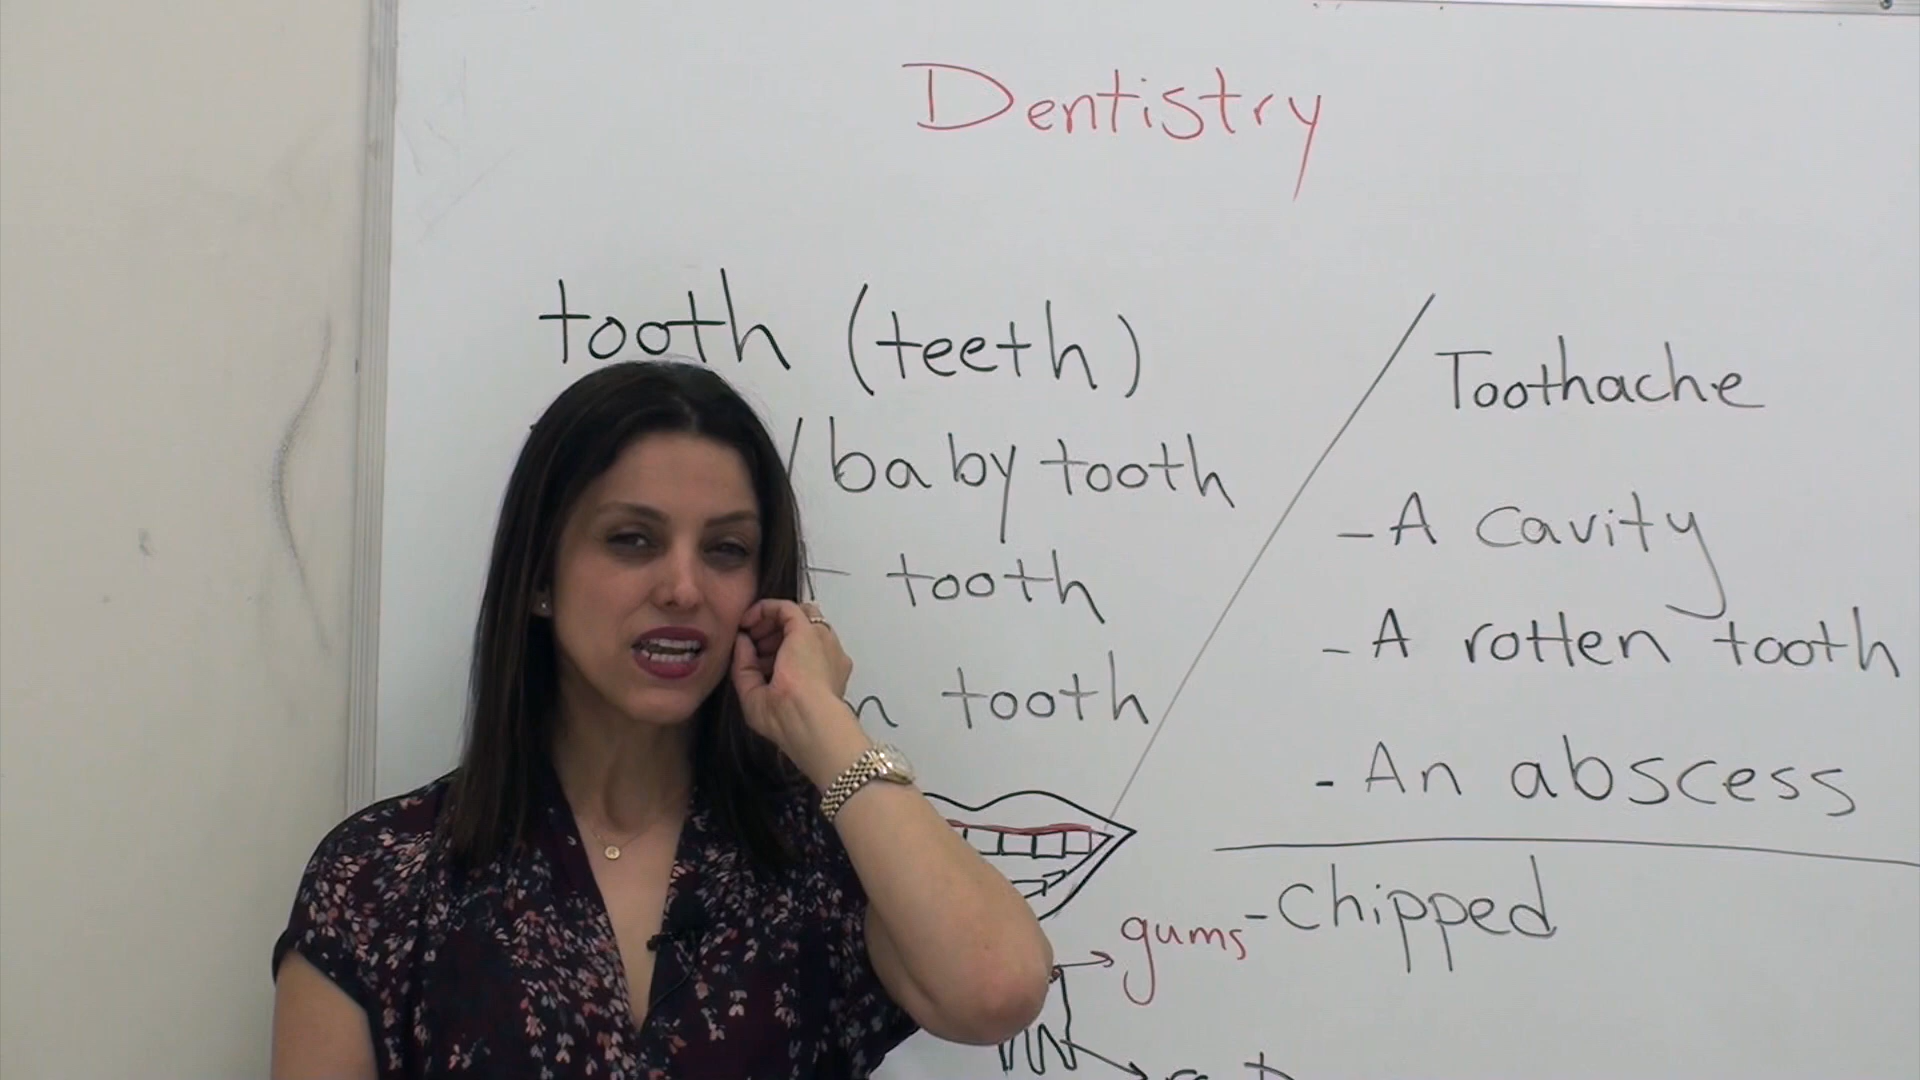 Dentistry
tooth (teeth)
/ baby tooth
tooth
tooth
Toothache
- A cavity
- A rotten tooth
- An abscess
- Chipped
gums